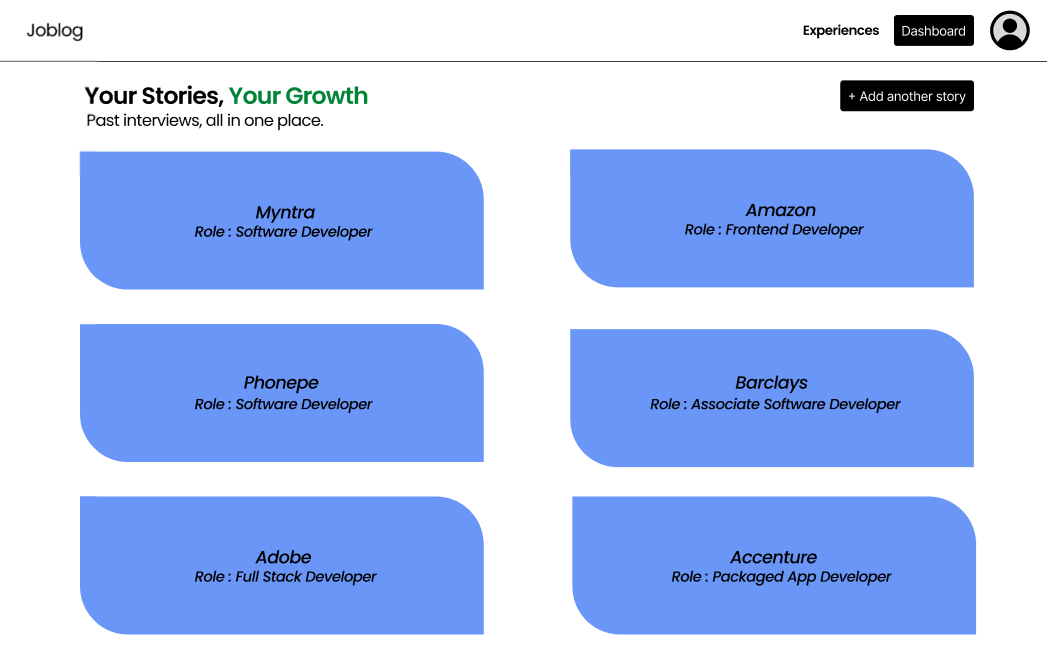 Joblog
Experiences
Dashboard
Your Stories, Your Growth
+ Add another story
Past interviews, all in one place.
Myntra
Role : Software Developer
Amazon
Role : Frontend Developer
Phonepe
Role : Software Developer
Barclays
Role : Associate Software Developer
Adobe
Role : Full Stack Developer
Accenture
Role : Packaged App Developer